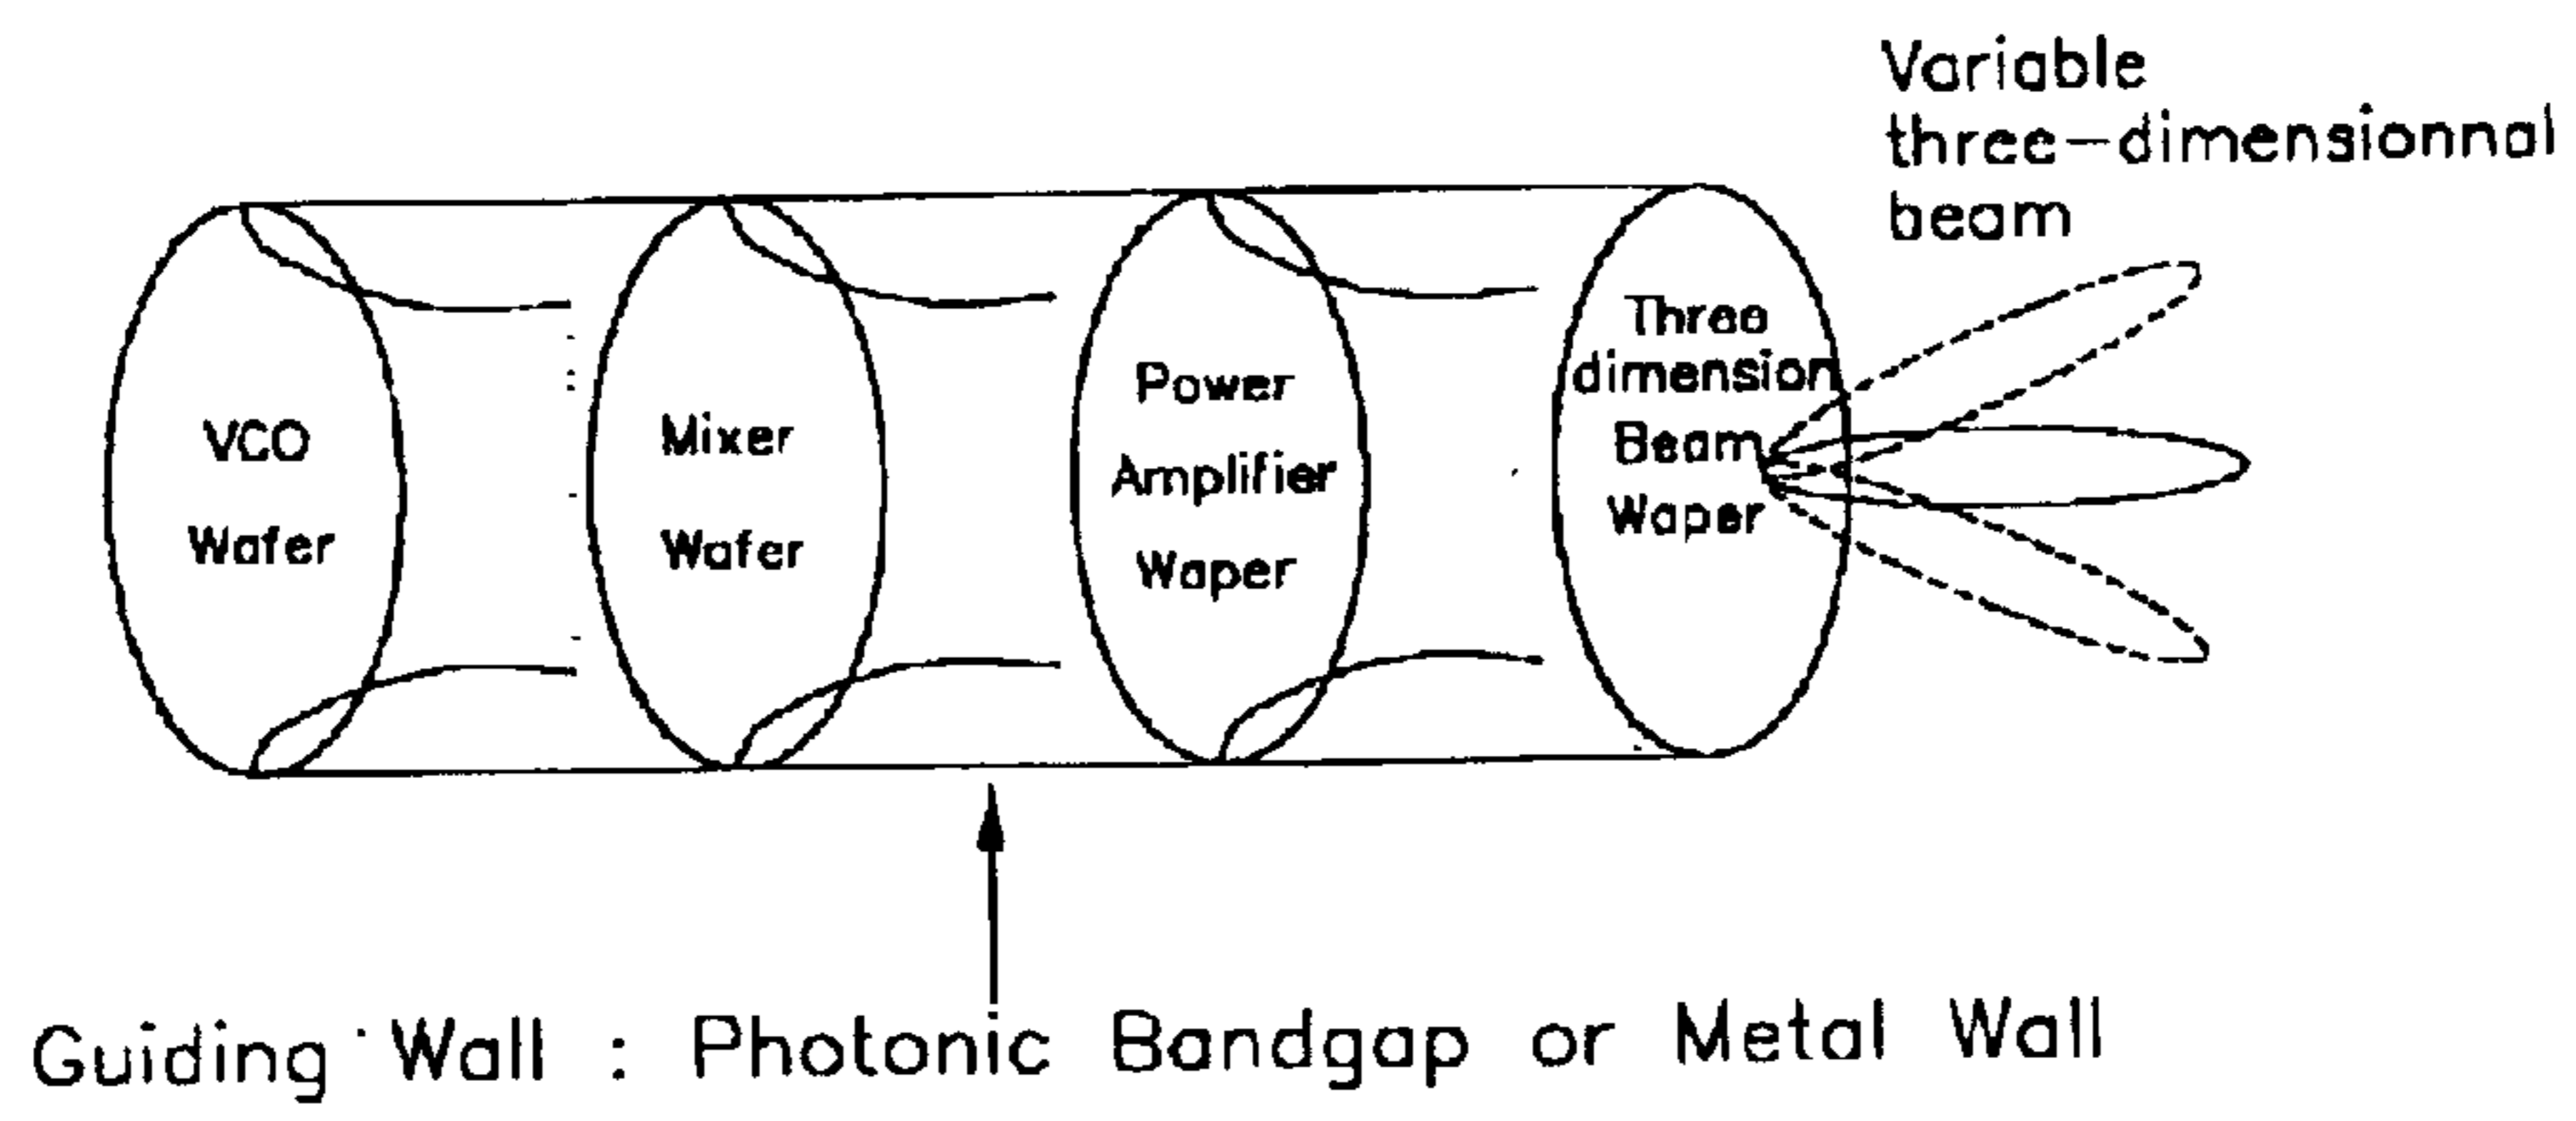 Variable
three-dimensionnal
beam
VCO
Wafer
Mixer
Wafer
Power
Amplifier
Waper
Three
dimension
Beam
Waper
Guiding Wall : Photonic Bandgap or Metal Wall